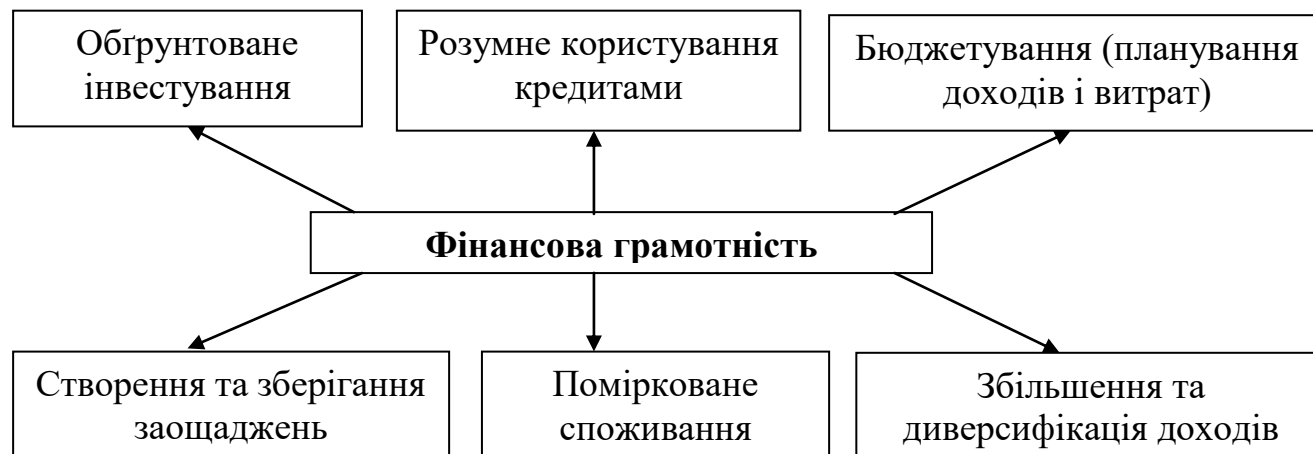 Обґрунтоване
інвестування
Розумне користування
кредитами
Бюджетування (планування
доходів і витрат)
Фінансова грамотність
Створення та зберігання
заощаджень
Помірковане
споживання
Збільшення та
диверсифікація доходів